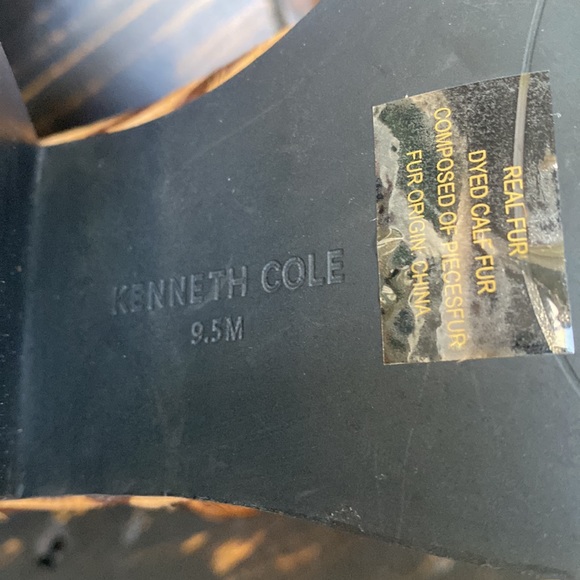 KENNETH COLE
9.5M
REAL FUR
DYED CALF FUR
COMPOSED OF PIECESFUR
FUR ORIGIN:CHINA